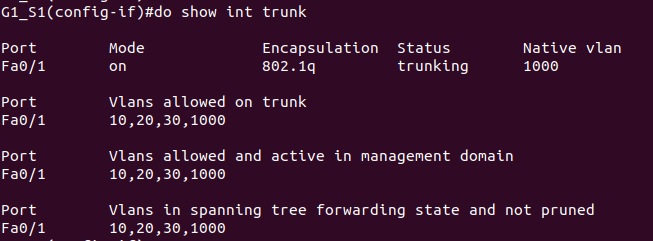 G1_S1(config-if)#do show int trunk
Port Mode Encapsulation Status Native vlan
Fa0/1 on 802.1q trunking 1000
Port Vlans allowed on trunk
Fa0/1 10,20,30,1000
Port Vlans allowed and active in management domain
Fa0/1 10,20,30,1000
Port Vlans in spanning tree forwarding state and not pruned
Fa0/1 10,20,30,1000